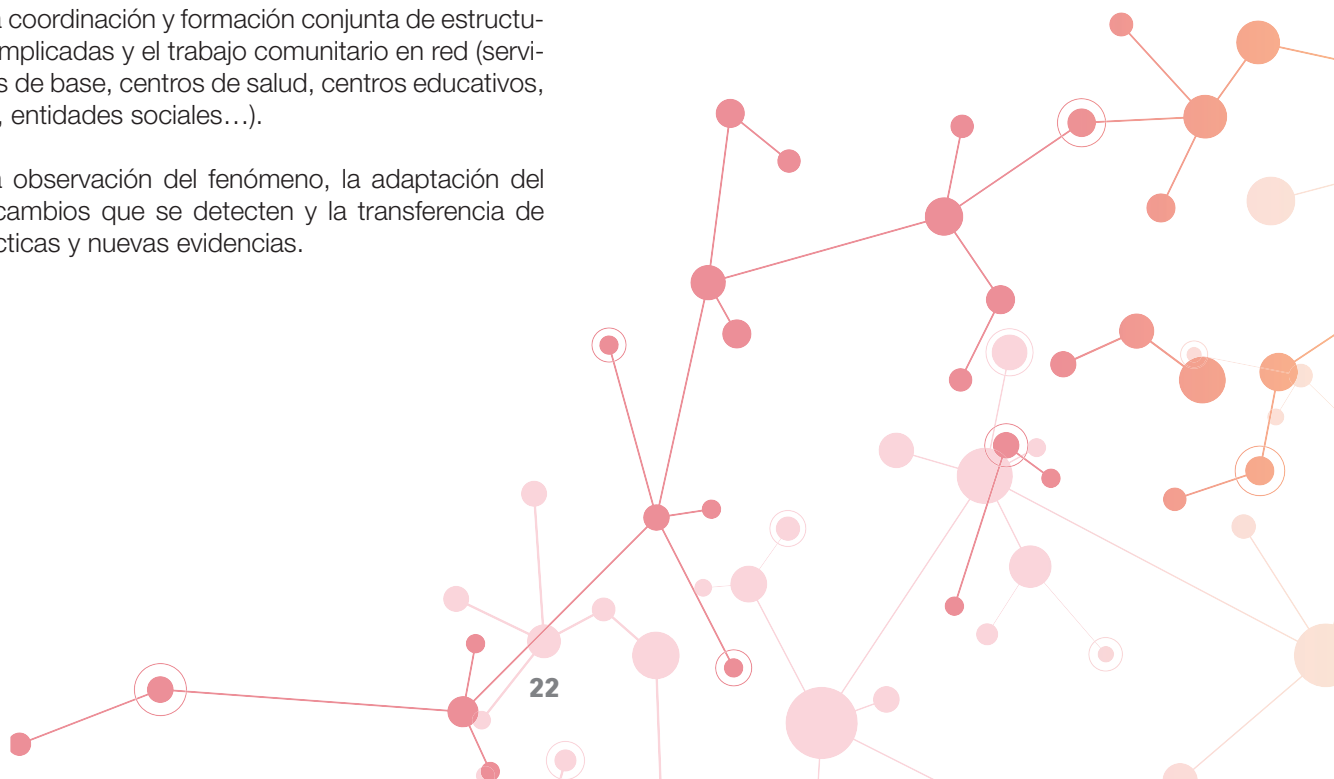 a coordinación y formación conjunta de estructu-
mplicadas y el trabajo comunitario en red (servi-
s de base, centros de salud, centros educativos,
, entidades sociales…).
a observación del fenómeno, la adaptación del
cambios que se detecten y la transferencia de
cticas y nuevas evidencias.
22